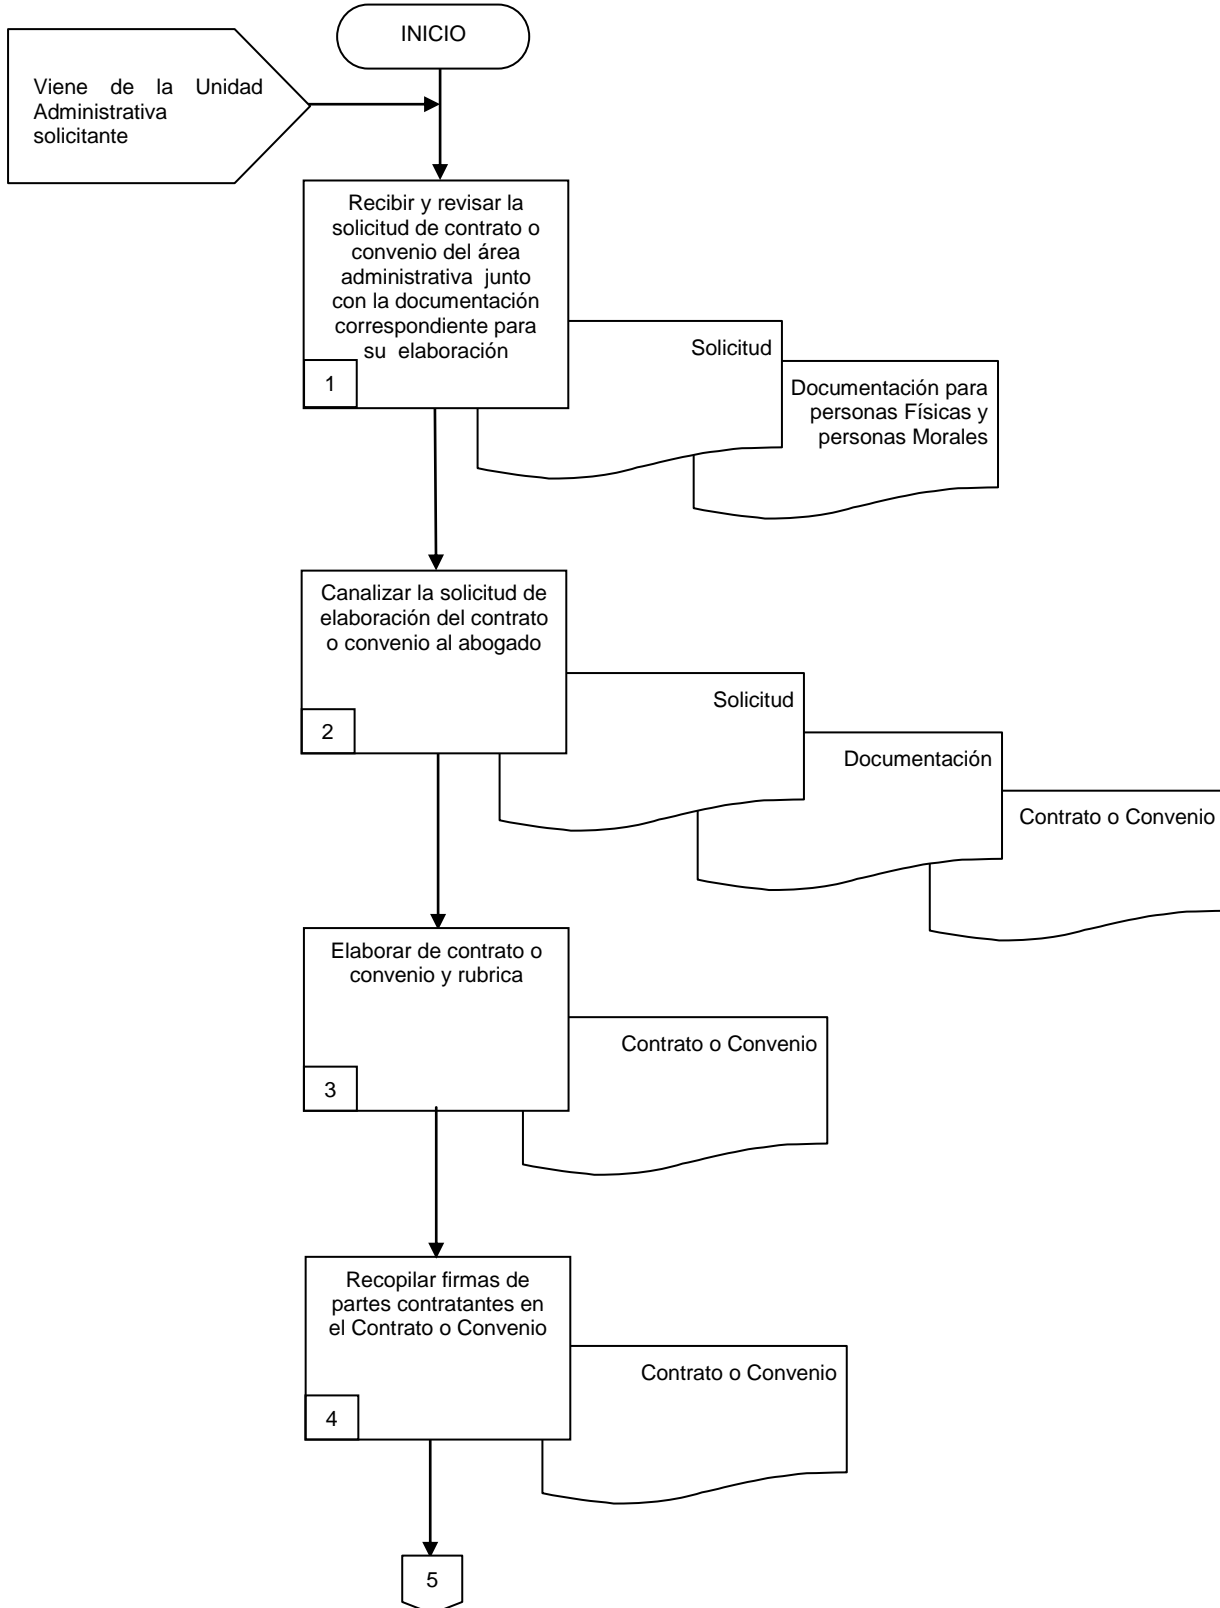 INICIO
Viene de la Unidad
Administrativa
solicitante
Recibir y revisar la
solicitud de contrato o
convenio del área
administrativa junto
con la documentación
correspondiente para
su elaboración
1
Solicitud
Documentación para
personas Físicas y
personas Morales
Canalizar la solicitud de
elaboración del contrato
o convenio al abogado
2
Solicitud
Documentación
Contrato o Convenio
Elaborar de contrato o
convenio y rubrica
3
Contrato o Convenio
Recopilar firmas de
partes contratantes en
el Contrato o Convenio
4
Contrato o Convenio
5